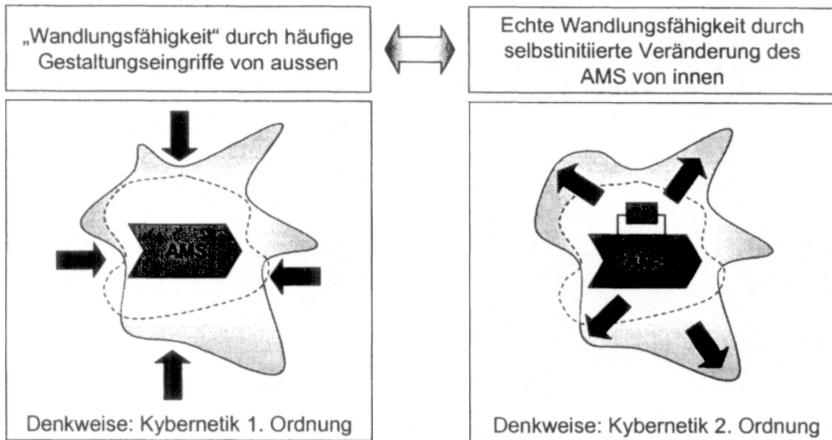 „Wandlungsfähigkeit“ durch häufige
Gestaltungseingriffe von aussen
Echte Wandlungsfähigkeit durch
selbstinitiierte Veränderung des
AMS von innen
AMS
Denkweise: Kybernetik 1. Ordnung
Denkweise: Kybernetik 2. Ordnung